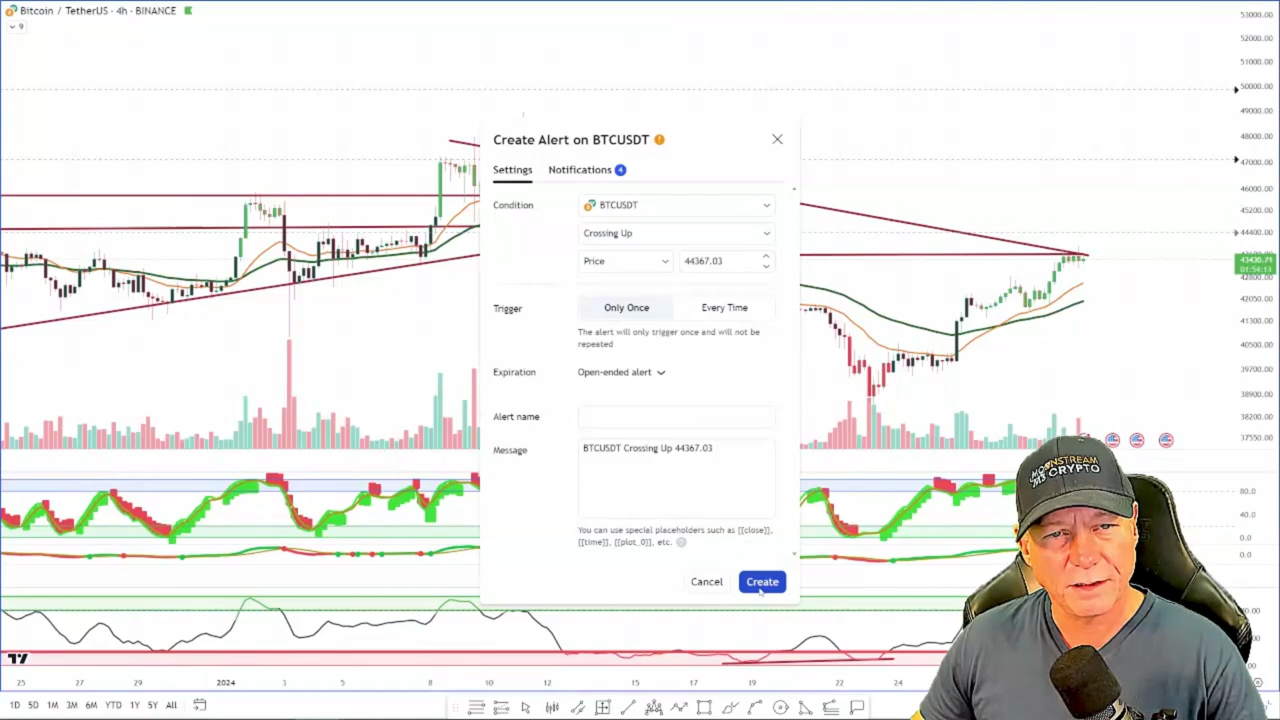 Bitcoin / TetherUS · 4h · BINANCE
9
53000.00
52000.00
51000.00
50000.00
49000.00
48000.00
47000.00
46000.00
45200.00
44400.00
43430.71
01:54:13
42050.00
41300.00
40500.00
39700.00
38900.00
38200.00
37550.00
80.0
40.0
0.0
0.0
Create Alert on BTCUSDT
Settings
Notifications 4
Condition
BTCUSDT
Crossing Up
Price
44367.03
Trigger
Only Once
Every Time
The alert will only trigger once and will not be
repeated
Expiration
Open-ended alert
Alert name
Message
BTCUSDT Crossing Up 44367.03
You can use special placeholders such as {{close}},
{{time}}, {{plot_0}}, etc.
Cancel
Create
MOONSTREAM
CRYPTO
25 27 29 2024 3 5 8 10 12 15 17 19 22 24
1D 5D 1M 3M 6M YTD 1Y 5Y All